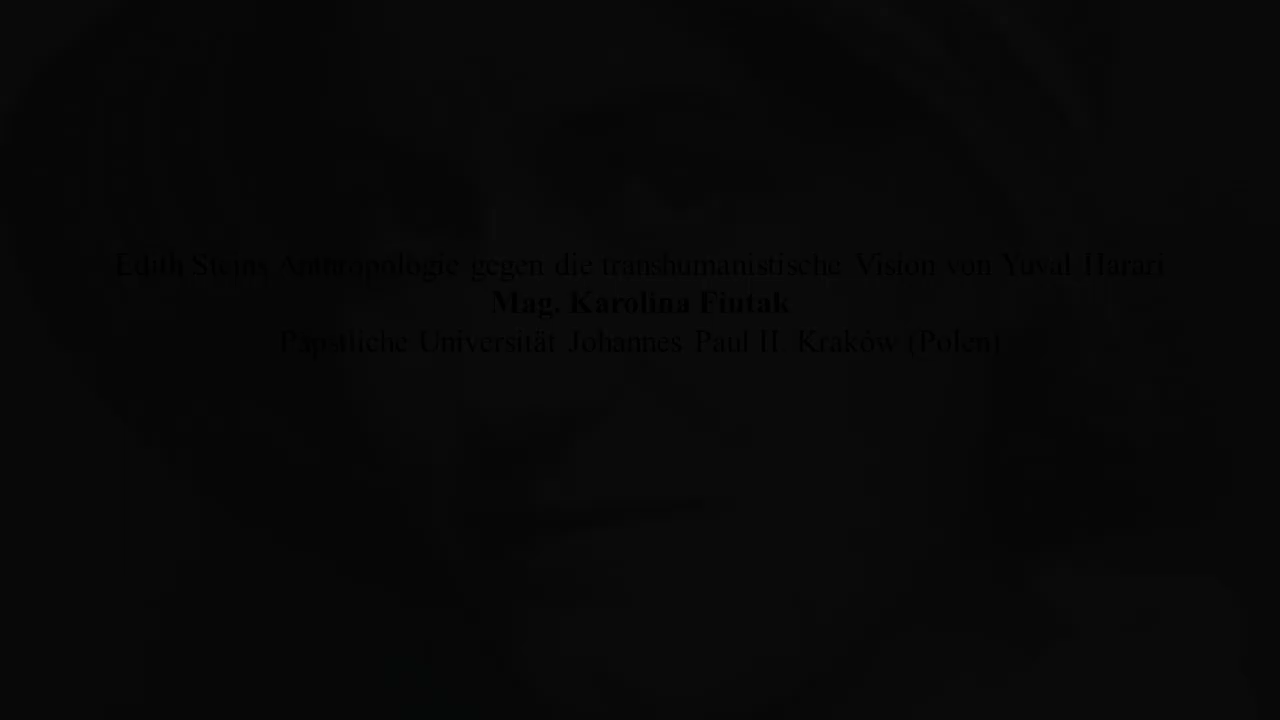 Edith Steins Anthropologie gegen die transhumanistische Vision von Yuval Harari
Mag. Karolina Fiutak
Päpstliche Universität Johannes Paul II. Kraków (Polen)